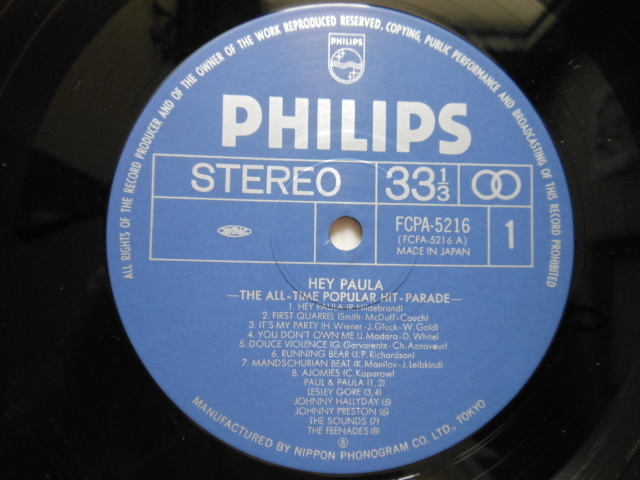 ALL RIGHTS OF THE RECORD PRODUCER AND OF THE OWNER OF THE WORK REPRODUCED RESERVED. COPYING, PUBLIC PERFORMANCE AND BROADCASTING OF THIS RECORD PROHIBITED
PHILIPS
PHILIPS
STEREO 33 1/3
FCPA-5216
(FCPA-5216 A)
MADE IN JAPAN
1
HEY PAULA
—THE ALL-TIME POPULAR HIT-PARADE—
1. HEY PAULA (R. Hildebrand)
2. FIRST QUARREL (Smith-McDuff-Couch)
3. IT'S MY PARTY (H. Wiener-J. Gluck-W. Gold)
4. YOU DON'T OWN ME (J. Madara-D. White)
5. DOUCE VIOLENCE (G. Garvarentz-Ch. Aznavour)
6. RUNNING BEAR (J.P. Richardson)
7. MANDSCHURIAN BEAT (K. Manilov-J. Leibkind)
8. AJOMIES (C. Kaparow)
PAUL & PAULA (1, 2)
LESLEY GORE (3, 4)
JOHNNY HALLYDAY (5)
JOHNNY PRESTON (6)
THE SOUNDS (7)
THE FEENADES (8)
MANUFACTURED BY NIPPON PHONOGRAM CO. LTD., TOKYO